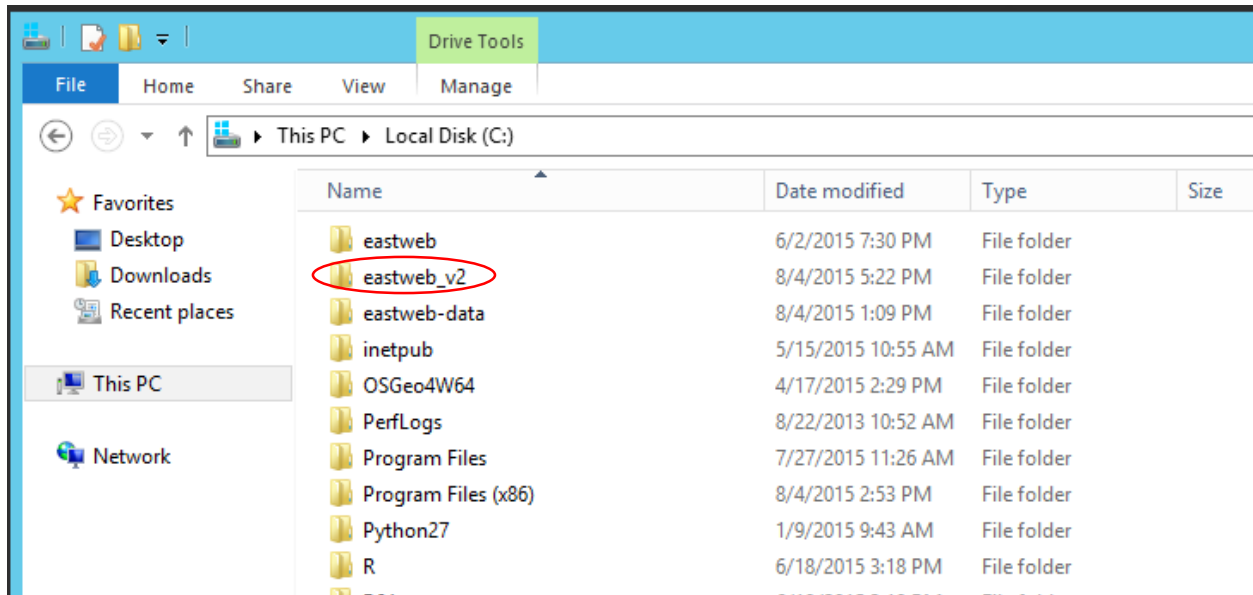 Drive Tools
File Home Share View Manage
This PC Local Disk (C:)
Name Date modified Type Size
Favorites
Desktop
Downloads
Recent places
This PC
Network
eastweb 6/2/2015 7:30 PM File folder
eastweb_v2 8/4/2015 5:22 PM File folder
eastweb-data 8/4/2015 1:09 PM File folder
inetpub 5/15/2015 10:55 AM File folder
OSGeo4W64 4/17/2015 2:29 PM File folder
PerfLogs 8/22/2013 10:52 AM File folder
Program Files 7/27/2015 11:26 AM File folder
Program Files (x86) 8/4/2015 2:53 PM File folder
Python27 1/9/2015 9:43 AM File folder
R 6/18/2015 3:18 PM File folder